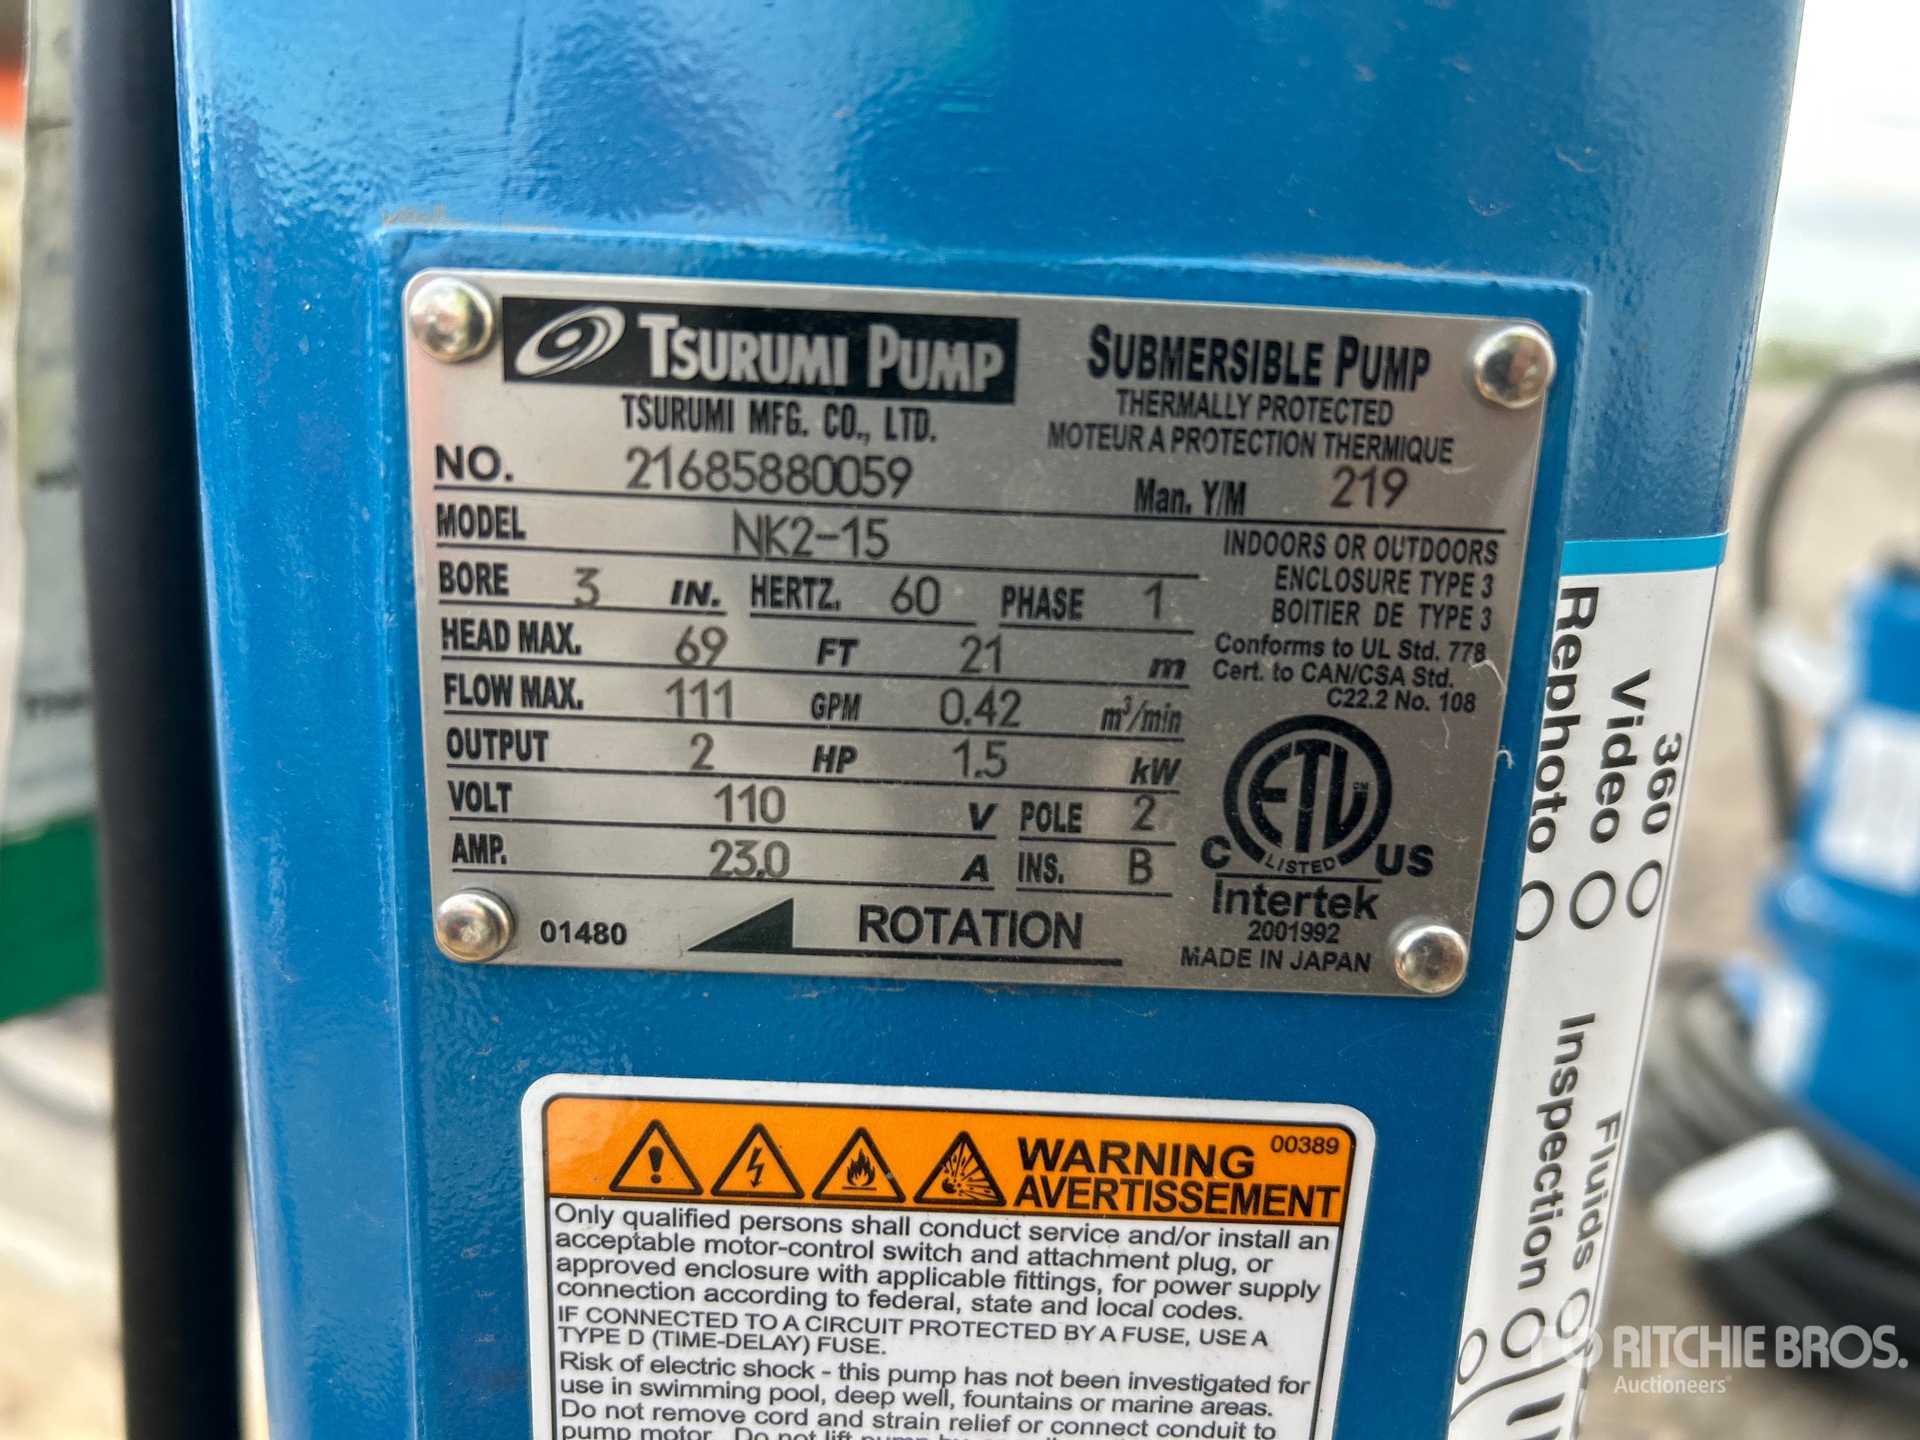 TSURUMI PUMP
TSURUMI MFG. CO., LTD.
SUBMERSIBLE PUMP
THERMALLY PROTECTED
MOTEUR A PROTECTION THERMIQUE
NO. 21685880059
Man. Y/M 219
MODEL NK2-15
BORE 3 IN. HERTZ. 60 PHASE 1
HEAD MAX. 69 FT 21 m
FLOW MAX. 111 GPM 0.42 m³/min
OUTPUT 2 HP 1.5 kW
VOLT 110 V POLE 2
AMP. 23.0 A INS. B
01480 ROTATION
INDOORS OR OUTDOORS
ENCLOSURE TYPE 3
BOITIER DE TYPE 3
Conforms to UL Std. 778
Cert. to CAN/CSA Std.
C22.2 No. 108
ETL CM
C LISTED US
Intertek
2001992
MADE IN JAPAN
WARNING 00389
AVERTISSEMENT
Only qualified persons shall conduct service and/or install an
acceptable motor-control switch and attachment plug, or
approved enclosure with applicable fittings, for power supply
connection according to federal, state and local codes.
IF CONNECTED TO A CIRCUIT PROTECTED BY A FUSE, USE A
TYPE D (TIME-DELAY) FUSE.
Risk of electric shock - this pump has not been investigated for
use in swimming pool, deep well, fountains or marine areas.
Do not remove cord and strain relief or connect conduit to
pump motor. Do not lift pump by
360
Video
Rephoto
Fluids
Inspection
RITCHIE BROS.
Auctioneers